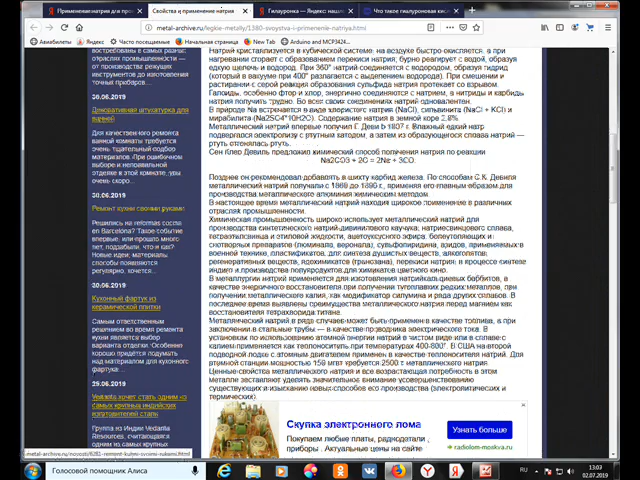 Применение натрия для про
Свойства и применение натрия
Гиалуронка — Яндекс нашл
Что такое гиалуроновая кисло
metal-archive.ru/legkie-metally/1380-svoystva-i-primenenie-natriya.html
Авиабилеты
Яндекс
Часто посещаемые
Начальная страница
New Tab
Arduino and MCP3424...
востребованы в самых разных
отраслях промышленности —
от производства режущих
инструментов до изготовления
точных приборов...
30.06.2019
Декоративная штукатурка для
ванной
Для качественного ремонта
ванной комнаты требуется
очень тщательный подбор
материалов. При ошибочном
выборе и неправильной
отделке в этой комнате, увы
очень скоро...
30.06.2019
Ремонт кухни своими руками
Решились на reformas cocina
en Barcelona? Такое событие
впервые, или прошло много
лет, подзабыли, что и как?
Новые идеи, материалы,
способы появляются
регулярно, хочется...
30.06.2019
Кухонный фартук из
керамической плитки
Самым ответственным
решением во время ремонта
кухни является выбор
варианта отделки. Особенно
хорошо придётся подумать
над материалом для кухонного
фартука...
29.06.2019
Vedanta хочет стать одним из
самых крупных индийских
изготовителей стали
Группа из Индии Vedanta
Resources, считающаяся
одним из самых крупных
Натрий кристаллизуется в кубической системе; на воздухе быстро окисляется, а при
нагревании сгорает с образованием перекиси натрия; бурно реагирует с водой, образуя
едкую щелочь и водород. При 360° натрий соединяется с водородом, образуя гидрид
(который в вакууме при 400° разлагается с выделением водорода). При смешении и
растирании с серой реакция образования сульфида натрия протекает со взрывом.
Галоиды, особенно фтор и хлор, энергично соединяются с натрием, а нитриды и карбиды
натрия получить трудно. Во всех своих соединениях натрий одновалентен.
В природе Na встречается в виде хлористого натрия (NaCl), сильвинита (NaCl + KCl) и
мирабилита (Na2SO4*10H2O). Содержание натрия в земной коре 2,8%.
Металлический натрий впервые получил Г. Деви в 1807 г. Влажный едкий натр
подвергался электролизу с ртутным катодом, а затем из образующегося сплава натрий —
ртуть отгонялась ртуть.
Сен Клер Девиль предложил химический способ получения натрия по реакции
Na2CO3 + 2C = 2Na + 3CO.
Позднее он рекомендовал добавлять в шихту карбид железа. По способам С.К. Девиля
металлический натрий получали с 1860 до 1890 г., применяя его главным образом для
производства металлического алюминия химическим методом
В настоящее время металлический натрий находит широкое применение в различных
отраслях промышленности.
Химическая промышленность широко использует металлический натрий для
производства синтетического натрий-дивинилового каучука, натриесвинцового сплава,
тетраэтилсвинца и этиловой жидкости, ацетоуксусного эфира, болеутоляющих и
снотворных препаратов (люминала, веронала), сульфопиридина, азидов, применяемых в
военной технике, пластификатов, для синтеза душистых веществ, алкоголятов,
регенеративных веществ, ядохимикатов (гранозана), перекиси натрия; в процессе синтеза
индиго и производства полупродуктов для химикатов цветного кино.
В металлургии натрий применяется для изготовления натрийкальциевых баббитов, в
качестве энергичного восстановителя при получении тугоплавких редких металлов, при
получении металлического калия, как модификатор силумина и ряда других сплавов. В
последнее время выявлены преимущества металлического натрия перед магнием как
восстановителя тетрахлорида титана.
Металлический натрий в ряде случаев может быть применен в качестве топлива, а при
заключении в стальные трубы — в качестве проводника электрического тока. В
установках по использованию атомной энергии натрий в чистом виде или в сплаве с
калием применяется как теплоноситель при температурах 400-800°. В США на второй
подводной лодке с атомным двигателем применен в качестве теплоносителя натрий. Для
атомной станции мощностью 150 мгвт требуется 2500 т металлического натрия
Ценные свойства металлического натрия и все возрастающая потребность в этом
металле заставляют уделять значительное внимание усовершенствованию
существующих и изысканию новых способов его производства (электролитических и
термических).
Скупка электронного лома
Покупаем любые платы, радиодетали,
приборы. Актуальные цены на сайте
Узнать больше
radiolom-moskva.ru
metal-archive.ru/novosti/6281-remont-kuhni-svoimi-rukami.html
Голосовой помощник Алиса
RU
13:03
02.07.2019